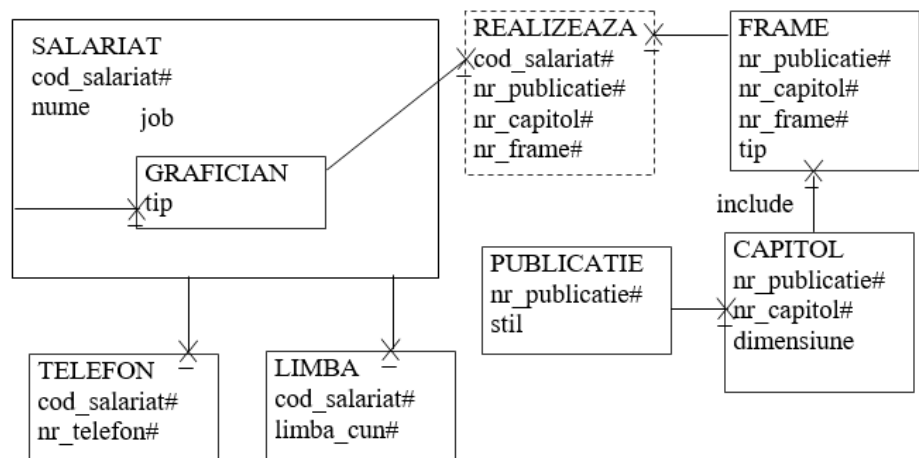 SALARIAT
cod_salariat#
nume
job
GRAFICIAN
tip
REALIZEAZA
cod_salariat#
nr_publicatie#
nr_capitol#
nr_frame#
FRAME
nr_publicatie#
nr_capitol#
nr_frame#
tip
include
PUBLICATIE
nr_publicatie#
stil
CAPITOL
nr_publicatie#
nr_capitol#
dimensiune
TELEFON
cod_salariat#
nr_telefon#
LIMBA
cod_salariat#
limba_cun#